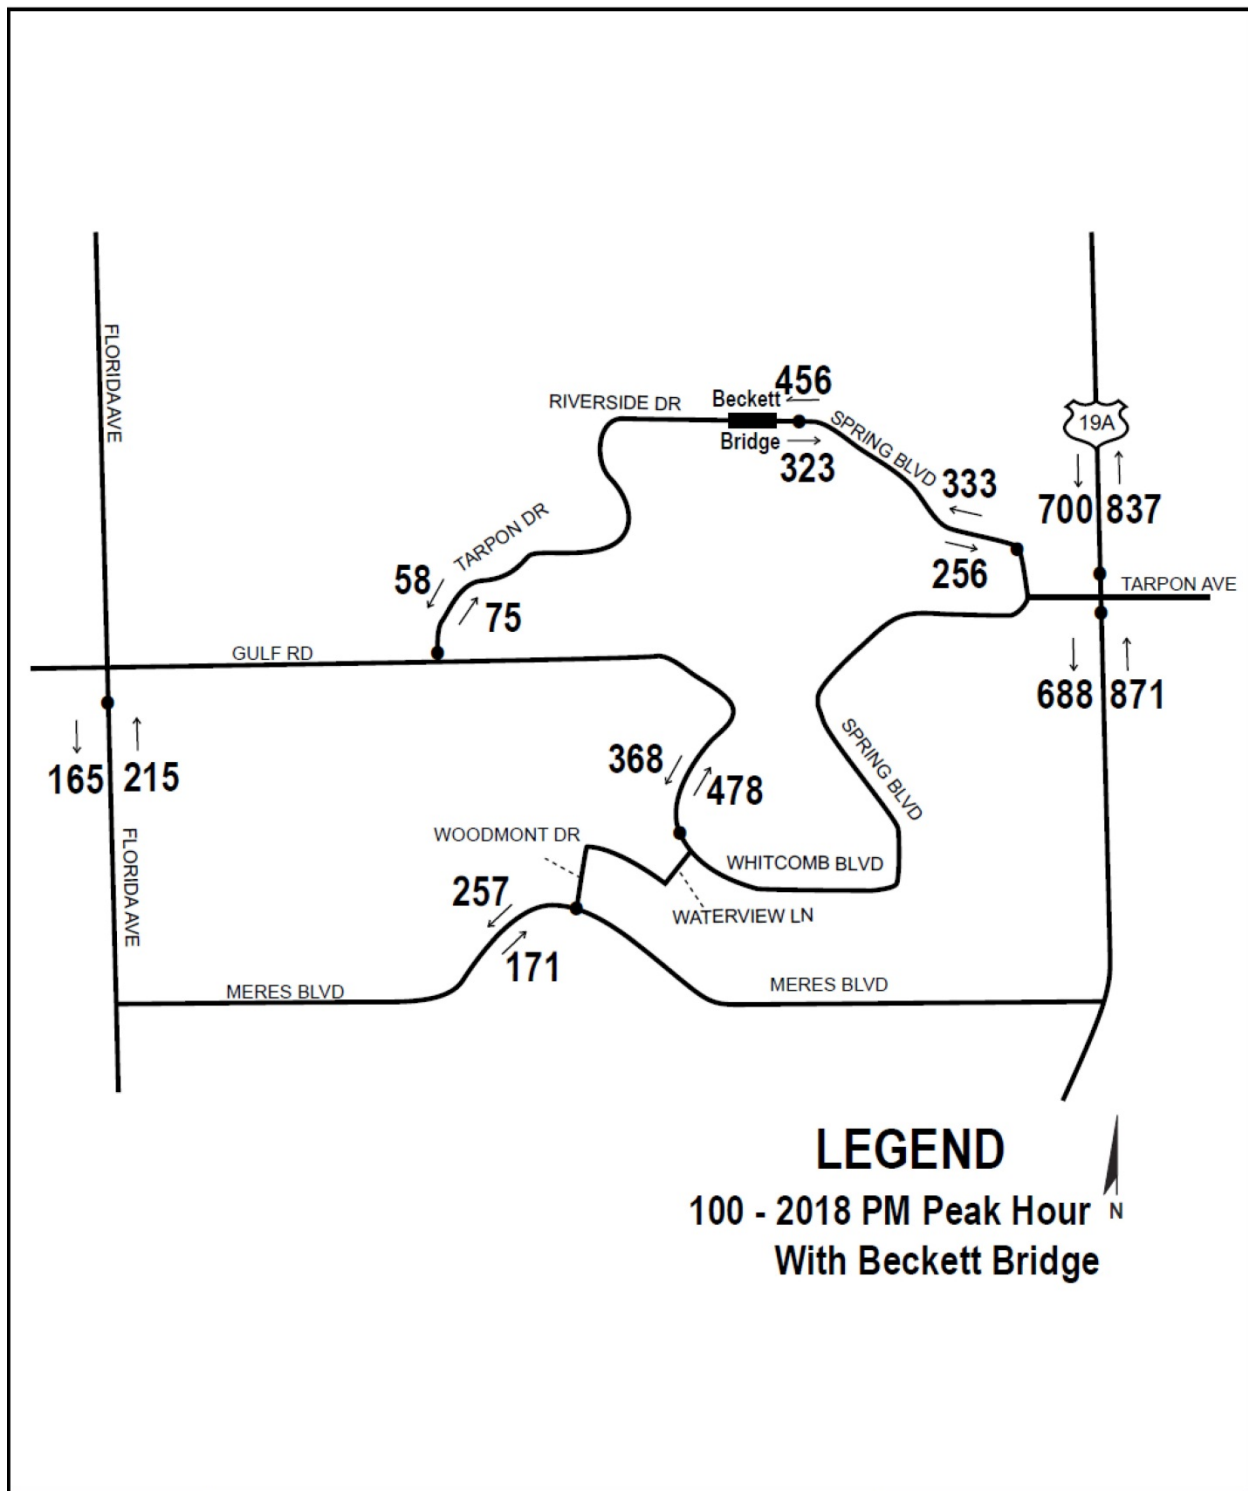 FLORIDA AVE
RIVERSIDE DR
Beckett
Bridge
456
323
SPRING BLVD
19A
700 837
333
256
TARPON DR
58
75
TARPON AVE
GULF RD
688 871
165 215
368
478
SPRING BLVD
FLORIDA AVE
WOODMONT DR
WHITCOMB BLVD
257
WATERVIEW LN
171
MERES BLVD
MERES BLVD
LEGEND
100 - 2018 PM Peak Hour
With Beckett Bridge
N